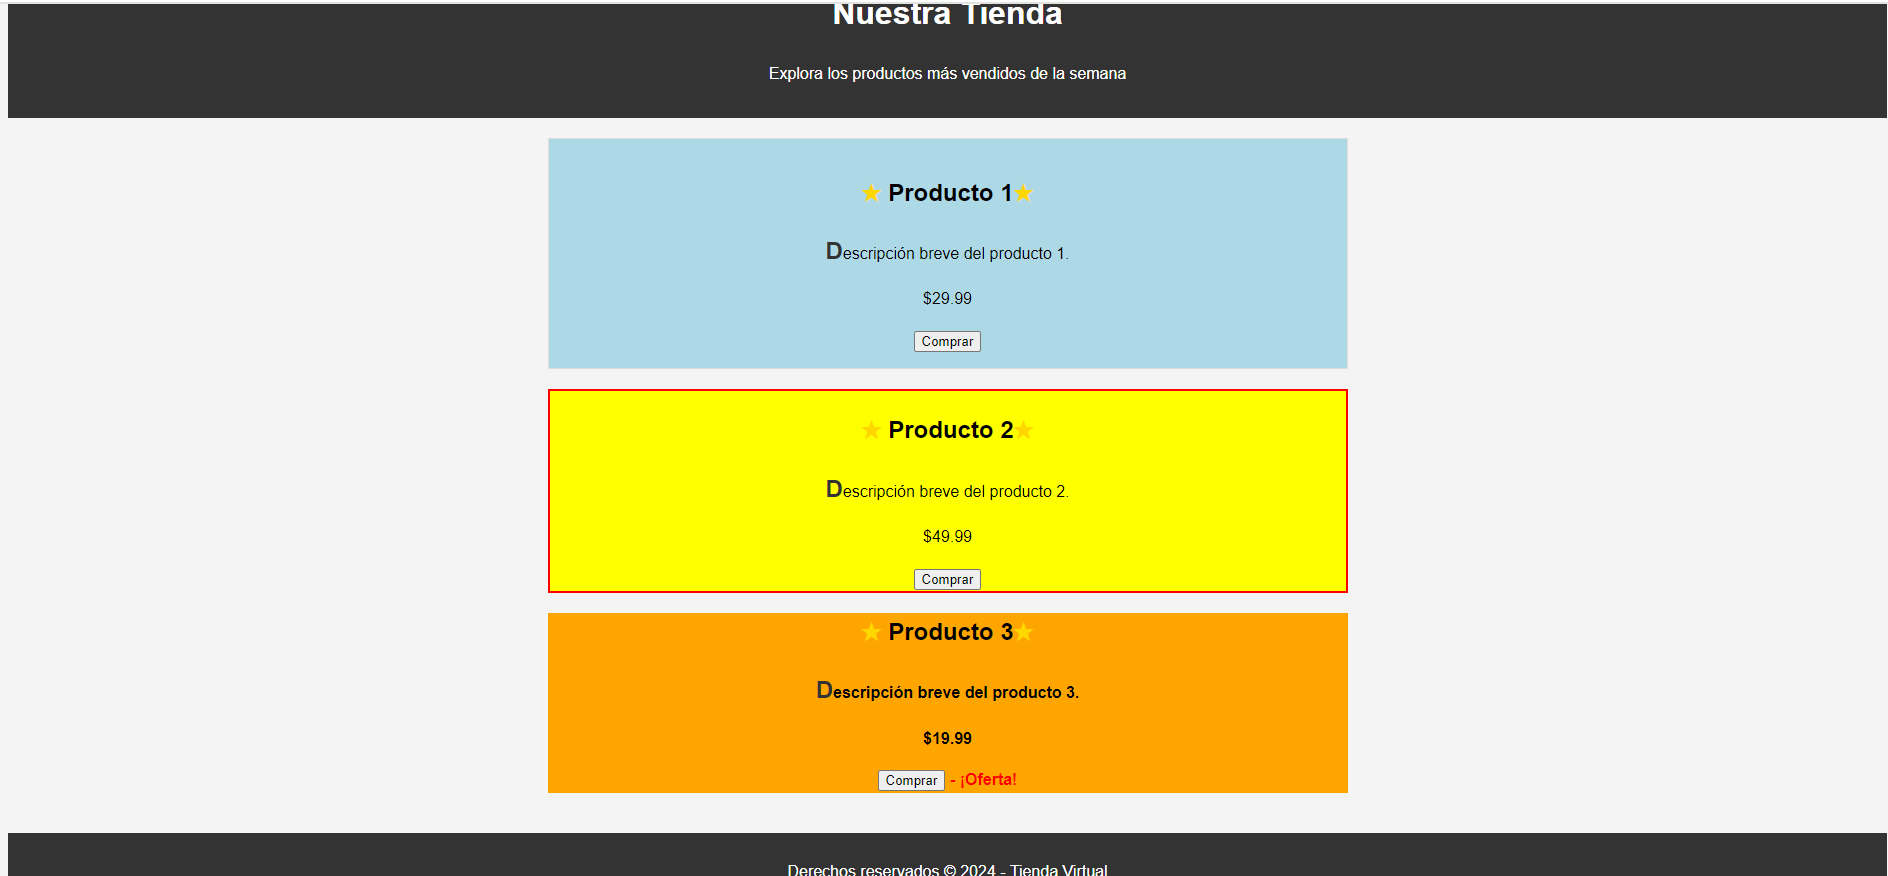 Nuestra Tienda
Explora los productos más vendidos de la semana
★ Producto 1★
Descripción breve del producto 1.
$29.99
Comprar
★ Producto 2★
Descripción breve del producto 2.
$49.99
Comprar
★ Producto 3★
Descripción breve del producto 3.
$19.99
Comprar - ¡Oferta!
Derechos reservados © 2024 - Tienda Virtual